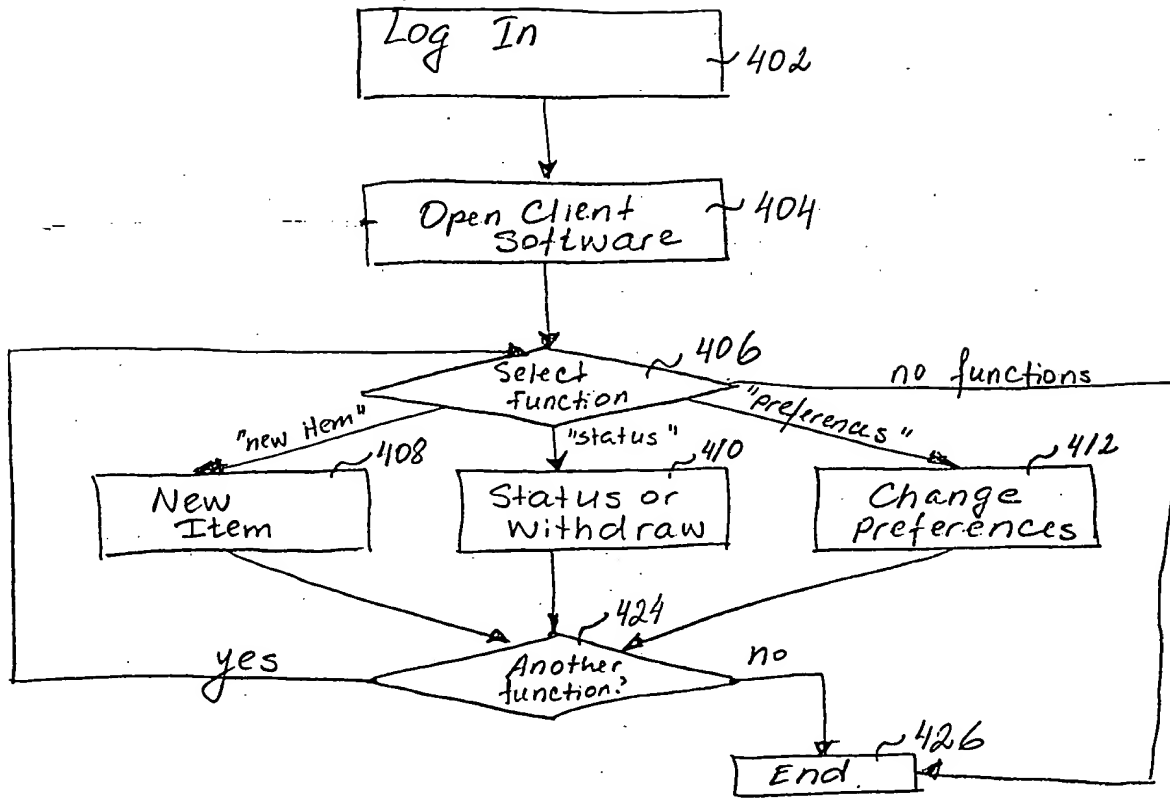 Log In
402
Open Client
Software
404
406
Select
function
no functions
"new item"
"status"
"preferences"
408
410
412
New
Item
Status or
Withdraw
Change
preferences
424
yes
Another
function?
no
426
End.